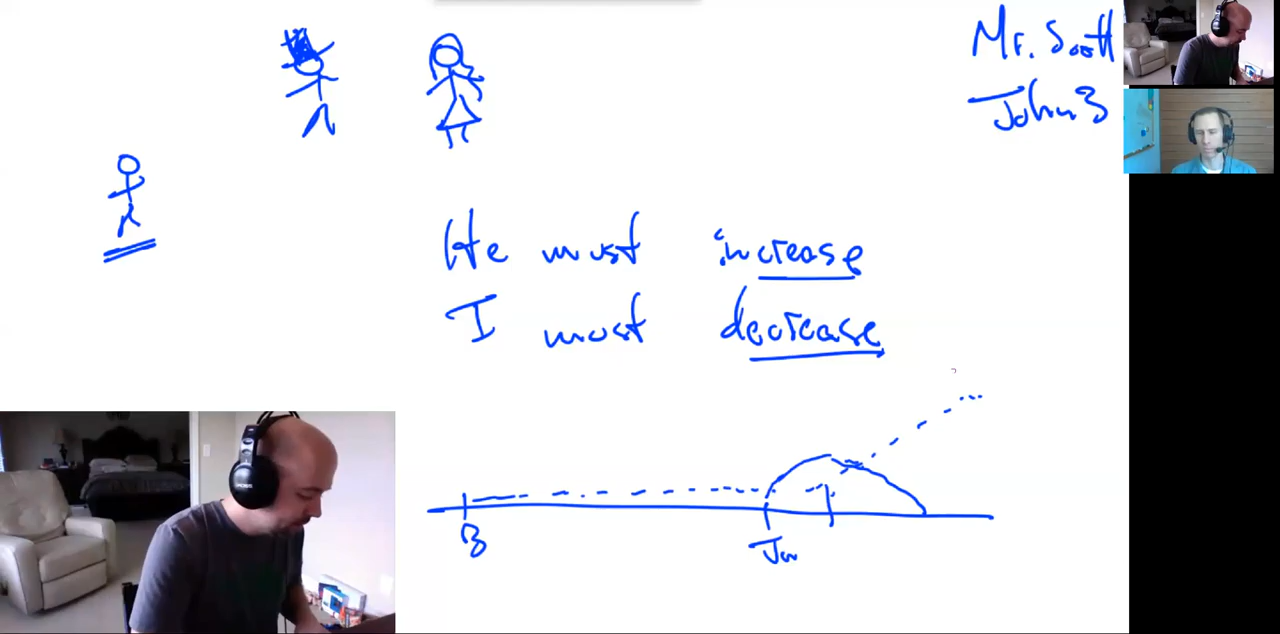 Mr. Scott
John 3
He must increase
I must decrease
B